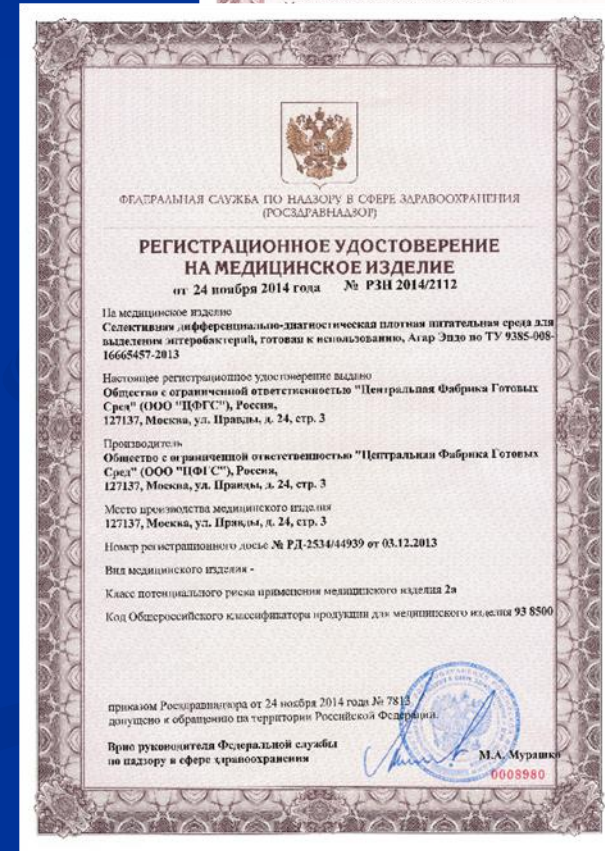 ФЕДЕРАЛЬНАЯ СЛУЖБА ПО НАДЗОРУ В СФЕРЕ ЗДРАВООХРАНЕНИЯ
(РОСЗДРАВНАДЗОР)
РЕГИСТРАЦИОННОЕ УДОСТОВЕРЕНИЕ
НА МЕДИЦИНСКОЕ ИЗДЕЛИЕ
от 24 ноября 2014 года № РЗН 2014/2112
На медицинское изделие
Селективная дифференциально-диагностическая плотная питательная среда для
выделения энтеробактерий, готовая к использованию, Агар Эндо по ТУ 9385-008-
16665457-2013
Настоящее регистрационное удостоверение выдано
Общество с ограниченной ответственностью "Центральная Фабрика Готовых
Сред" (ООО "ЦФГС"), Россия,
127137, Москва, ул. Правды, д. 24, стр. 3
Производитель
Общество с ограниченной ответственностью "Центральная Фабрика Готовых
Сред" (ООО "ЦФГС"), Россия,
127137, Москва, ул. Правды, д. 24, стр. 3
Место производства медицинского изделия
127137, Москва, ул. Правды, д. 24, стр. 3
Номер регистрационного досье № РД-2534/44939 от 03.12.2013
Вид медицинского изделия -
Класс потенциального риска применения медицинского изделия 2а
Код Общероссийского классификатора продукции для медицинского изделия 93 8500
приказом Росздравнадзора от 24 ноября 2014 года № 7813
допущено к обращению на территории Российской Федерации.
Врио руководителя Федеральной службы
по надзору в сфере здравоохранения
М.А. Мурашко
0008980